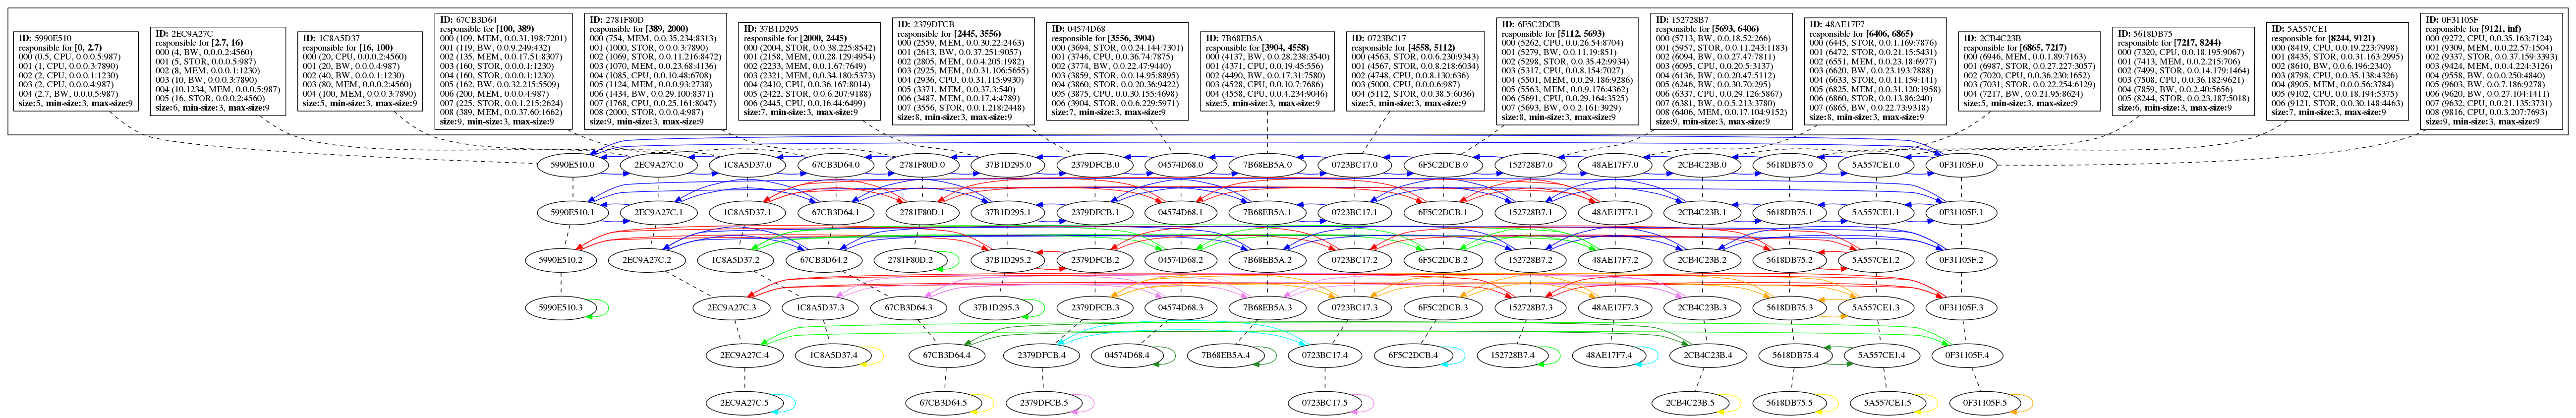 ID: 5990E510
responsible for [0, 2.7)
000 (0.5, CPU, 0.0.0.5:987)
001 (1, CPU, 0.0.0.3:7890)
002 (2, CPU, 0.0.0.1:1230)
003 (2, CPU, 0.0.0.4:987)
004 (2.7, BW, 0.0.0.5:987)
size:5, min-size:3, max-size:9
ID: 2EC9A27C
responsible for [2.7, 16)
000 (4, BW, 0.0.0.2:4560)
001 (5, STOR, 0.0.0.5:987)
002 (8, MEM, 0.0.0.1:1230)
003 (10, BW, 0.0.0.3:7890)
004 (10.1234, MEM, 0.0.0.5:987)
005 (16, STOR, 0.0.0.2:4560)
size:6, min-size:3, max-size:9
ID: 1C8A5D37
responsible for [16, 100)
000 (20, CPU, 0.0.0.2:4560)
001 (20, BW, 0.0.0.4:987)
002 (40, BW, 0.0.0.1:1230)
003 (80, MEM, 0.0.0.2:4560)
004 (100, MEM, 0.0.0.3:7890)
size:5, min-size:3, max-size:9
ID: 67CB3D64
responsible for [100, 389)
000 (109, MEM, 0.0.31.198:7201)
001 (119, BW, 0.0.9.249:432)
002 (135, MEM, 0.0.17.51:8307)
003 (160, STOR, 0.0.0.1:1230)
004 (160, STOR, 0.0.0.1:1230)
005 (162, BW, 0.0.32.215:5509)
006 (200, MEM, 0.0.0.4:987)
007 (225, STOR, 0.0.1.215:2624)
008 (389, MEM, 0.0.37.60:1662)
size:9, min-size:3, max-size:9
ID: 2781F80D
responsible for [389, 2000)
000 (754, MEM, 0.0.35.234:8313)
001 (1000, STOR, 0.0.0.3:7890)
002 (1069, STOR, 0.0.11.216:8472)
003 (1070, MEM, 0.0.23.68:4136)
004 (1085, CPU, 0.0.10.48:6708)
005 (1124, MEM, 0.0.0.93:2738)
006 (1434, BW, 0.0.29.100:8371)
007 (1768, CPU, 0.0.25.161:8047)
008 (2000, STOR, 0.0.0.4:987)
size:9, min-size:3, max-size:9
ID: 37B1D295
responsible for [2000, 2445)
000 (2004, STOR, 0.0.38.225:8542)
001 (2158, MEM, 0.0.28.129:4954)
002 (2233, MEM, 0.0.1.67:7649)
003 (2321, MEM, 0.0.34.180:5373)
004 (2410, CPU, 0.0.36.167:8014)
005 (2422, STOR, 0.0.6.207:9188)
006 (2445, CPU, 0.0.16.44:6499)
size:7, min-size:3, max-size:9
ID: 2379DFCB
responsible for [2445, 3556)
000 (2559, MEM, 0.0.30.22:2463)
001 (2613, BW, 0.0.37.251:9057)
002 (2805, MEM, 0.0.4.205:1982)
003 (2925, MEM, 0.0.31.106:5655)
004 (2936, CPU, 0.0.31.115:9930)
005 (3371, MEM, 0.0.37.3:540)
006 (3487, MEM, 0.0.17.4:4789)
007 (3556, STOR, 0.0.1.218:2448)
size:8, min-size:3, max-size:9
ID: 04574D68
responsible for [3556, 3904)
000 (3694, STOR, 0.0.24.144:7301)
001 (3746, CPU, 0.0.36.74:7875)
002 (3774, BW, 0.0.22.47:9440)
003 (3859, STOR, 0.0.14.95:8895)
004 (3860, STOR, 0.0.20.36:9422)
005 (3875, CPU, 0.0.30.155:4698)
006 (3904, STOR, 0.0.6.229:5971)
size:7, min-size:3, max-size:9
ID: 7B68EB5A
responsible for [3904, 4558)
000 (4137, BW, 0.0.28.238:3540)
001 (4371, CPU, 0.0.19.45:556)
002 (4490, BW, 0.0.17.31:7580)
003 (4528, CPU, 0.0.10.7:7686)
004 (4558, CPU, 0.0.4.234:9046)
size:5, min-size:3, max-size:9
ID: 0723BC17
responsible for [4558, 5112)
000 (4563, STOR, 0.0.6.230:9343)
001 (4567, STOR, 0.0.8.218:6034)
002 (4748, CPU, 0.0.8.130:636)
003 (5000, CPU, 0.0.0.6:987)
004 (5112, STOR, 0.0.38.5:6036)
size:5, min-size:3, max-size:9
ID: 6F5C2DCB
responsible for [5112, 5693)
000 (5262, CPU, 0.0.26.54:8704)
001 (5279, BW, 0.0.11.19:851)
002 (5298, STOR, 0.0.35.42:9934)
003 (5317, CPU, 0.0.8.154:7027)
004 (5501, MEM, 0.0.29.186:9286)
005 (5563, MEM, 0.0.9.176:4362)
006 (5691, CPU, 0.0.29.164:3525)
007 (5693, BW, 0.0.2.161:3929)
size:8, min-size:3, max-size:9
ID: 152728B7
responsible for [5693, 6406)
000 (5713, BW, 0.0.18.52:266)
001 (5957, STOR, 0.0.11.243:1183)
002 (6094, BW, 0.0.27.47:7811)
003 (6095, CPU, 0.0.20.5:3137)
004 (6136, BW, 0.0.20.47:5112)
005 (6246, BW, 0.0.30.70:295)
006 (6337, CPU, 0.0.29.126:5867)
007 (6381, BW, 0.0.5.213:3780)
008 (6406, MEM, 0.0.17.104:9152)
size:9, min-size:3, max-size:9
ID: 48AE17F7
responsible for [6406, 6865)
000 (6445, STOR, 0.0.1.169:7876)
001 (6472, STOR, 0.0.21.15:5431)
002 (6551, MEM, 0.0.23.18:6977)
003 (6620, BW, 0.0.23.193:7888)
004 (6633, STOR, 0.0.11.159:141)
005 (6825, MEM, 0.0.31.120:1958)
006 (6860, STOR, 0.0.13.86:240)
007 (6865, BW, 0.0.22.73:9318)
size:8, min-size:3, max-size:9
ID: 2CB4C23B
responsible for [6865, 7217)
000 (6946, MEM, 0.0.1.89:7163)
001 (6987, STOR, 0.0.27.227:3057)
002 (7020, CPU, 0.0.36.230:1652)
003 (7031, STOR, 0.0.22.254:6129)
004 (7217, BW, 0.0.21.95:8624)
size:5, min-size:3, max-size:9
ID: 5618DB75
responsible for [7217, 8244)
000 (7320, CPU, 0.0.18.195:9067)
001 (7413, MEM, 0.0.2.215:706)
002 (7499, STOR, 0.0.14.179:1464)
003 (7508, CPU, 0.0.36.182:9621)
004 (7859, BW, 0.0.2.40:5656)
005 (8244, STOR, 0.0.23.187:5018)
size:6, min-size:3, max-size:9
ID: 5A557CE1
responsible for [8244, 9121)
000 (8419, CPU, 0.0.19.223:7998)
001 (8435, STOR, 0.0.31.163:2995)
002 (8610, BW, 0.0.6.196:2340)
003 (8798, CPU, 0.0.35.138:4326)
004 (8905, MEM, 0.0.0.56:3784)
005 (9102, CPU, 0.0.18.194:5375)
006 (9121, STOR, 0.0.30.148:4463)
size:7, min-size:3, max-size:9
ID: 0F31105F
responsible for [9121, inf)
000 (9272, CPU, 0.0.35.163:7124)
001 (9309, MEM, 0.0.22.57:1504)
002 (9337, STOR, 0.0.37.159:3393)
003 (9424, MEM, 0.0.4.224:3126)
004 (9558, BW, 0.0.0.250:4840)
005 (9603, BW, 0.0.7.186:9278)
006 (9620, BW, 0.0.27.104:1411)
007 (9632, CPU, 0.0.21.135:3731)
008 (9816, CPU, 0.0.3.207:7693)
size:9, min-size:3, max-size:9
5990E510.0 2EC9A27C.0 1C8A5D37.0 67CB3D64.0 2781F80D.0 37B1D295.0 2379DFCB.0 04574D68.0 7B68EB5A.0 0723BC17.0 6F5C2DCB.0 152728B7.0 48AE17F7.0 2CB4C23B.0 5618DB75.0 5A557CE1.0 0F31105F.0
5990E510.1 2EC9A27C.1 1C8A5D37.1 67CB3D64.1 2781F80D.1 37B1D295.1 2379DFCB.1 04574D68.1 7B68EB5A.1 0723BC17.1 6F5C2DCB.1 152728B7.1 48AE17F7.1 2CB4C23B.1 5618DB75.1 5A557CE1.1 0F31105F.1
5990E510.2 2EC9A27C.2 1C8A5D37.2 67CB3D64.2 2781F80D.2 37B1D295.2 2379DFCB.2 04574D68.2 7B68EB5A.2 0723BC17.2 6F5C2DCB.2 152728B7.2 48AE17F7.2 2CB4C23B.2 5618DB75.2 5A557CE1.2 0F31105F.2
5990E510.3 2EC9A27C.3 1C8A5D37.3 67CB3D64.3 37B1D295.3 2379DFCB.3 04574D68.3 7B68EB5A.3 0723BC17.3 6F5C2DCB.3 152728B7.3 48AE17F7.3 2CB4C23B.3 5618DB75.3 5A557CE1.3 0F31105F.3
2EC9A27C.4 1C8A5D37.4 67CB3D64.4 2379DFCB.4 04574D68.4 7B68EB5A.4 0723BC17.4 6F5C2DCB.4 152728B7.4 48AE17F7.4 2CB4C23B.4 5618DB75.4 5A557CE1.4 0F31105F.4
2EC9A27C.5 67CB3D64.5 2379DFCB.5 0723BC17.5 2CB4C23B.5 5618DB75.5 5A557CE1.5 0F31105F.5